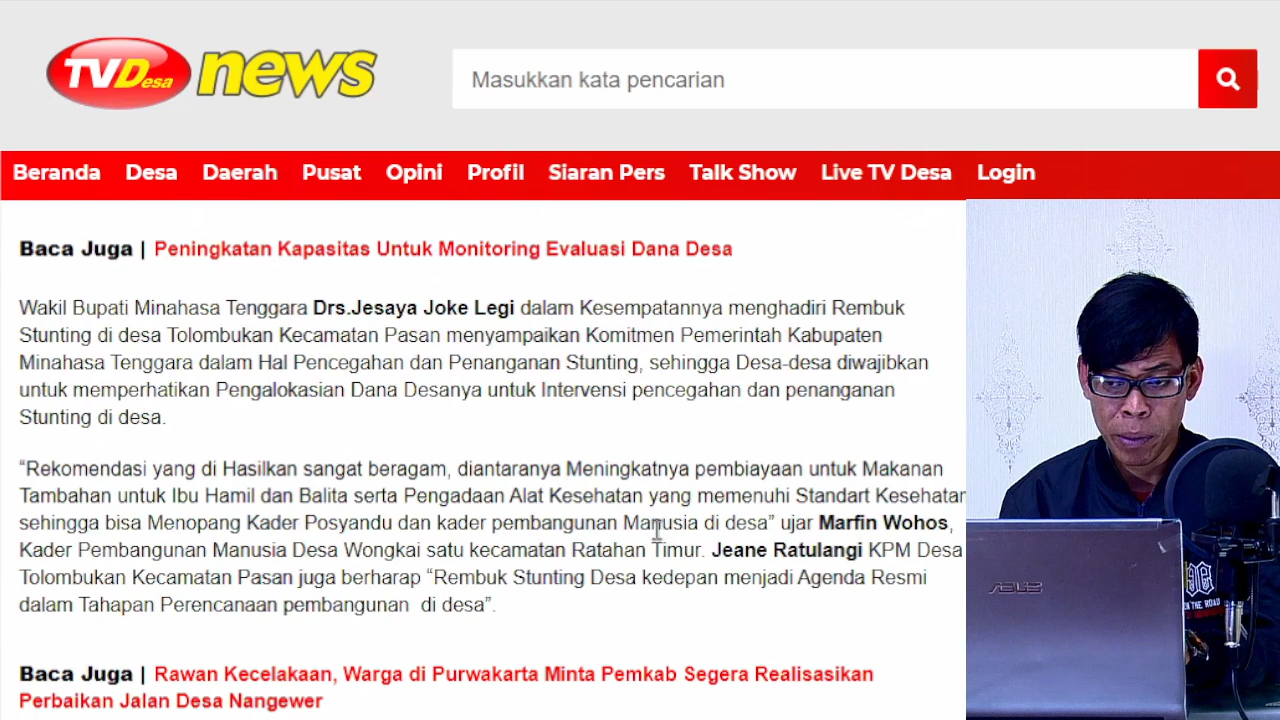 TVDesa news
Masukkan kata pencarian
Beranda Desa Daerah Pusat Opini Profil Siaran Pers Talk Show Live TV Desa Login
Baca Juga | Peningkatan Kapasitas Untuk Monitoring Evaluasi Dana Desa
Wakil Bupati Minahasa Tenggara Drs.Jesaya Joke Legi dalam Kesempatannya menghadiri Rembuk
Stunting di desa Tolombukan Kecamatan Pasan menyampaikan Komitmen Pemerintah Kabupaten
Minahasa Tenggara dalam Hal Pencegahan dan Penanganan Stunting, sehingga Desa-desa diwajibkan
untuk memperhatikan Pengalokasian Dana Desanya untuk Intervensi pencegahan dan penanganan
Stunting di desa.
“Rekomendasi yang di Hasilkan sangat beragam, diantaranya Meningkatnya pembiayaan untuk Makanan
Tambahan untuk Ibu Hamil dan Balita serta Pengadaan Alat Kesehatan yang memenuhi Standart Kesehatan
sehingga bisa Menopang Kader Posyandu dan kader pembangunan Manusia di desa” ujar Marfin Wohos,
Kader Pembangunan Manusia Desa Wongkai satu kecamatan Ratahan Timur. Jeane Ratulangi KPM Desa
Tolombukan Kecamatan Pasan juga berharap “Rembuk Stunting Desa kedepan menjadi Agenda Resmi
dalam Tahapan Perencanaan pembangunan di desa”.
Baca Juga | Rawan Kecelakaan, Warga di Purwakarta Minta Pemkab Segera Realisasikan
Perbaikan Jalan Desa Nangewer
ASUS
ON THE ROAD